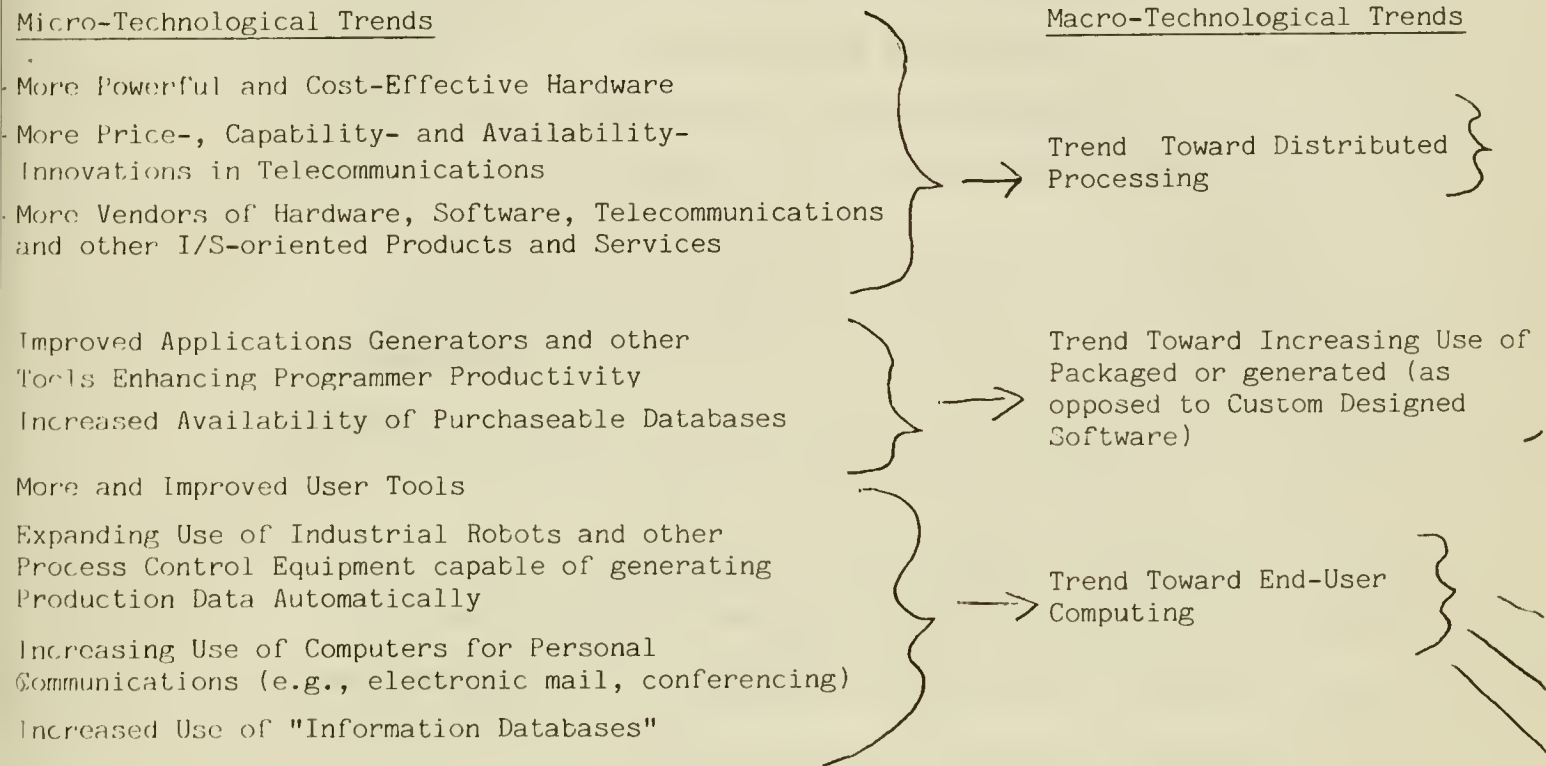 Micro-Technological Trends
- More Powerful and Cost-Effective Hardware
- More Price-, Capability- and Availability-
Innovations in Telecommunications
- More Vendors of Hardware, Software, Telecommunications
and other I/S-oriented Products and Services
Improved Applications Generators and other
Tools Enhancing Programmer Productivity
Increased Availability of Purchaseable Databases
More and Improved User Tools
Expanding Use of Industrial Robots and other
Process Control Equipment capable of generating
Production Data Automatically
Increasing Use of Computers for Personal
Communications (e.g., electronic mail, conferencing)
Increased Use of "Information Databases"
Macro-Technological Trends
Trend Toward Distributed
Processing
Trend Toward Increasing Use of
Packaged or generated (as
opposed to Custom Designed
Software)
Trend Toward End-User
Computing